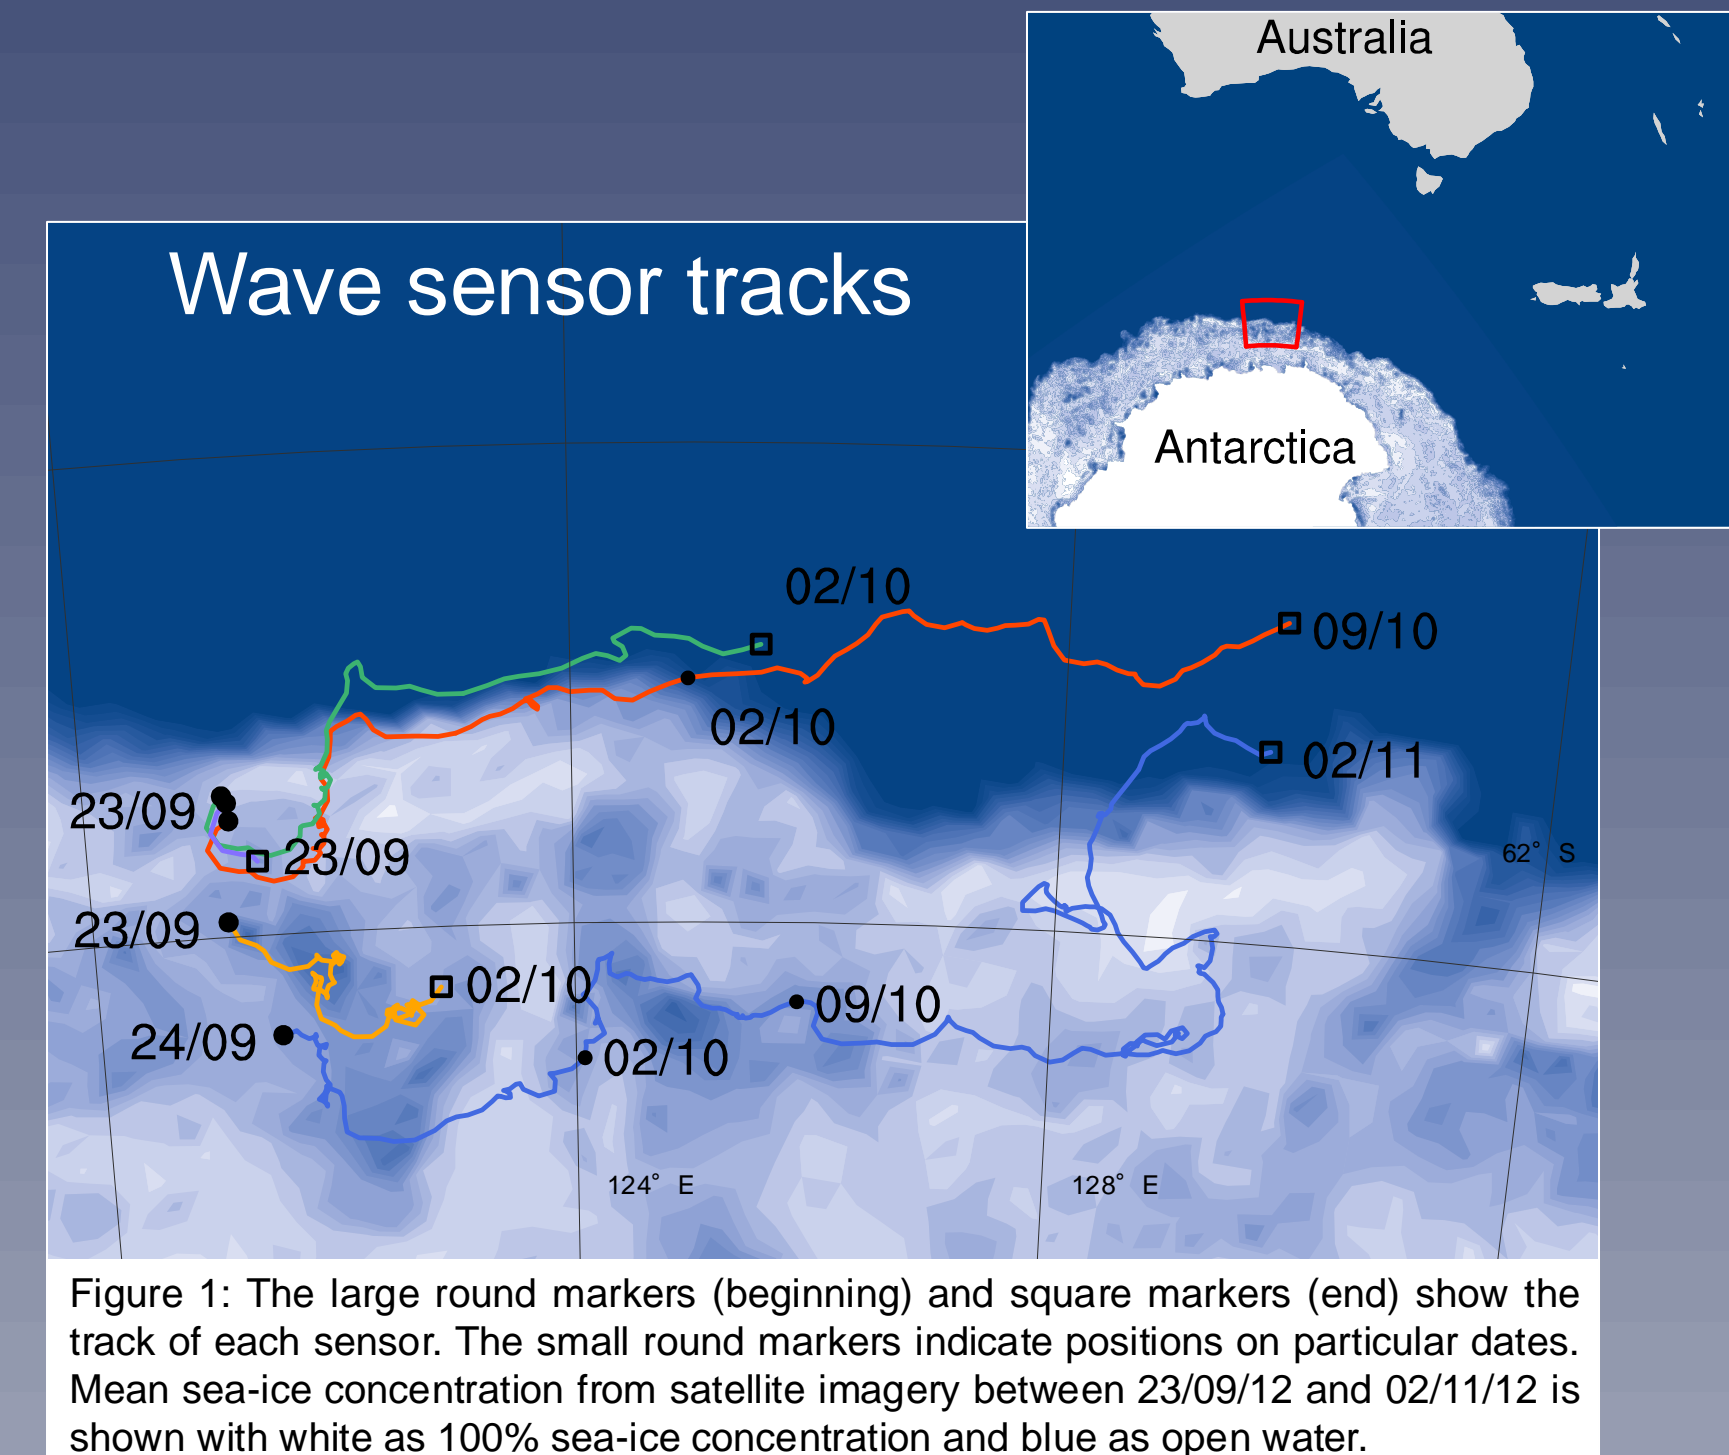 Australia
Antarctica
Wave sensor tracks
02/10
09/10
02/10
02/11
23/09
23/09
62° S
23/09
02/10
09/10
24/09
02/10
124° E
128° E
Figure 1: The large round markers (beginning) and square markers (end) show the
track of each sensor. The small round markers indicate positions on particular dates.
Mean sea-ice concentration from satellite imagery between 23/09/12 and 02/11/12 is
shown with white as 100% sea-ice concentration and blue as open water.